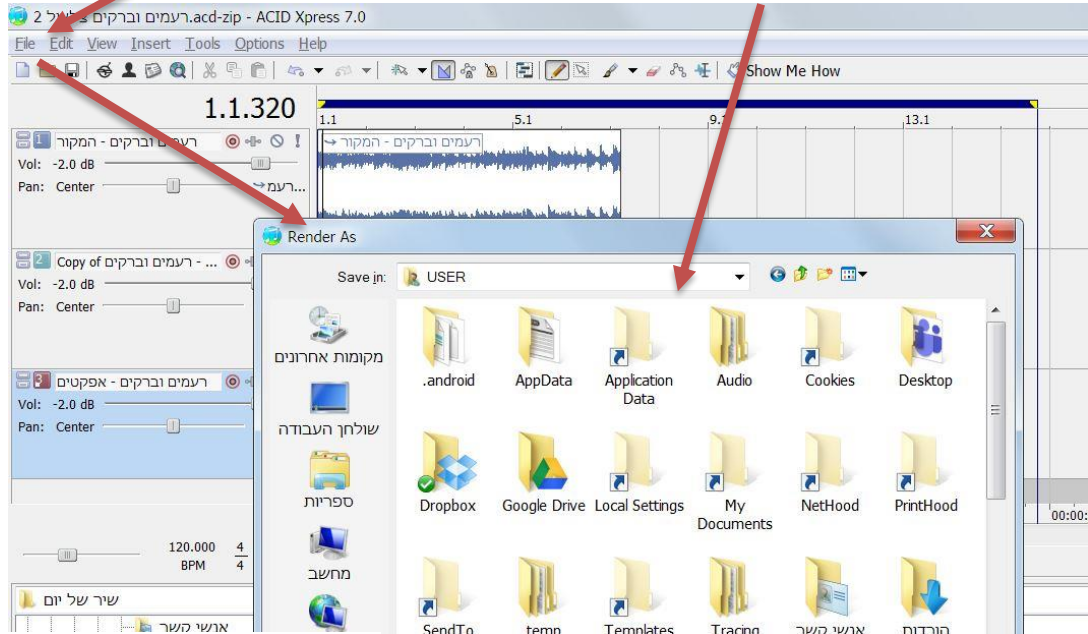 רעמים וברקים צלשל 2.acd-zip - ACID Xpress 7.0
File Edit View Insert Tools Options Help
Show Me How
1.1.320
1.1 5.1 9.1 13.1
1 רעמים וברקים - המקור
Vol: -2.0 dB
Pan: Center
רעמ...
רעמים וברקים - המקור
2 Copy of רעמים וברקים - ...
Vol: -2.0 dB
Pan: Center
3 רעמים וברקים - אפקטים
Vol: -2.0 dB
Pan: Center
120.000 4
BPM 4
שיר של יום
אנשי קשר
00:00:
Render As
X
Save in: USER
מקומות אחרונים
שולחן העבודה
ספריות
מחשב
.android AppData Application Data Audio Cookies Desktop
Dropbox Google Drive Local Settings My Documents NetHood PrintHood
SendTo temp Templates Tracing אנשי קשר הורדות